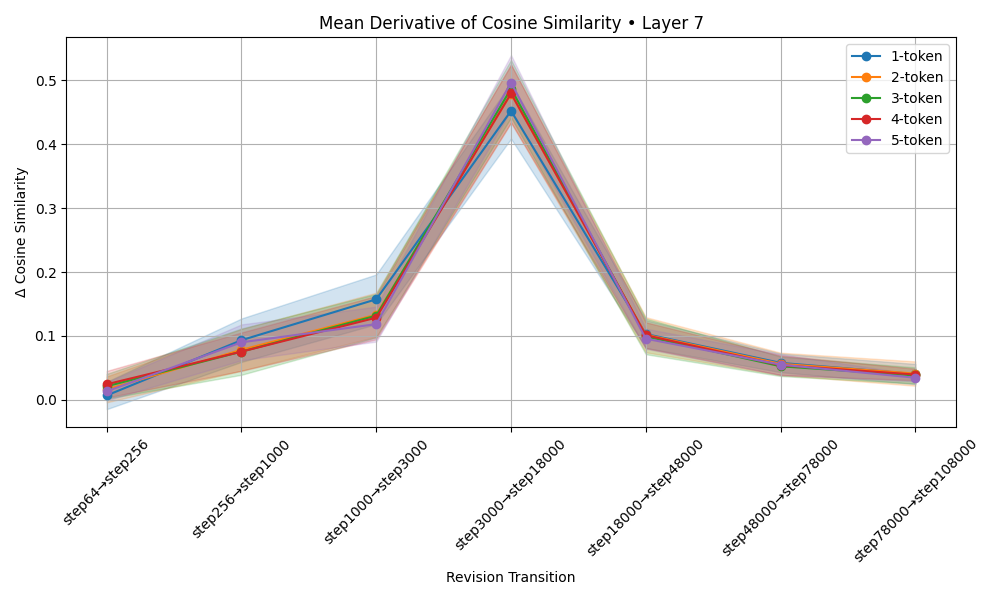 Mean Derivative of Cosine Similarity • Layer 7
1-token
2-token
3-token
4-token
5-token
Δ Cosine Similarity
0.5
0.4
0.3
0.2
0.1
0.0
step64→step256
step256→step1000
step1000→step3000
step3000→step18000
step18000→step48000
step48000→step78000
step78000→step108000
Revision Transition